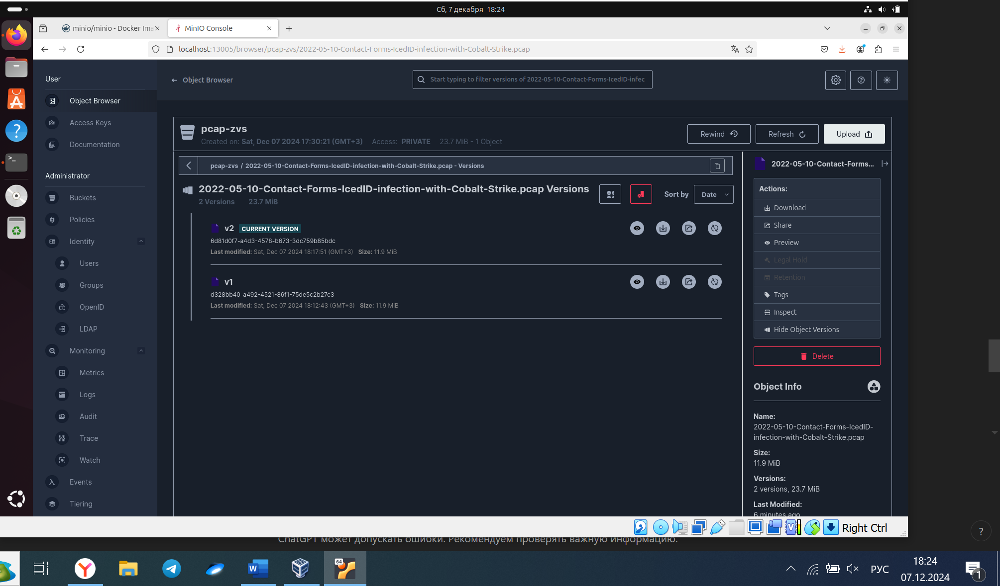 Сб, 7 декабря 18:24
minio/minio - Docker Ima
MinIO Console
localhost:13005/browser/pcap-zvs/2022-05-10-Contact-Forms-IcedID-infection-with-Cobalt-Strike.pcap
User
Object Browser
Access Keys
Documentation
Administrator
Buckets
Policies
Identity
Users
Groups
OpenID
LDAP
Monitoring
Metrics
Logs
Audit
Trace
Watch
Events
Tiering
← Object Browser
Start typing to filter versions of 2022-05-10-Contact-Forms-IcedID-infec
pcap-zvs
Created on: Sat, Dec 07 2024 17:30:21 (GMT+3) Access: PRIVATE 23.7 MiB - 1 Object
Rewind
Refresh
Upload
pcap-zvs / 2022-05-10-Contact-Forms-IcedID-infection-with-Cobalt-Strike.pcap - Versions
2022-05-10-Contact-Forms-IcedID-infection-with-Cobalt-Strike.pcap Versions
2 Versions 23.7 MiB
Sort by Date
v2 CURRENT VERSION
6d81d0f7-a4d3-4578-b673-3dc759b85bdc
Last modified: Sat, Dec 07 2024 18:17:51 (GMT+3) Size: 11.9 MiB
v1
d328bb40-a492-4521-86f1-75de5c2b27c3
Last modified: Sat, Dec 07 2024 18:12:43 (GMT+3) Size: 11.9 MiB
2022-05-10-Contact-Forms...
Actions:
Download
Share
Preview
Legal Hold
Retention
Tags
Inspect
Hide Object Versions
Delete
Object Info
Name:
2022-05-10-Contact-Forms-IcedID-
infection-with-Cobalt-Strike.pcap
Size:
11.9 MiB
Versions:
2 versions, 23.7 MiB
Last Modified:
6 minutes ago
Right Ctrl
ChatGPT может допускать ошибки. Рекомендуем проверять важную информацию.
?
64
РУС
18:24
07.12.2024
1